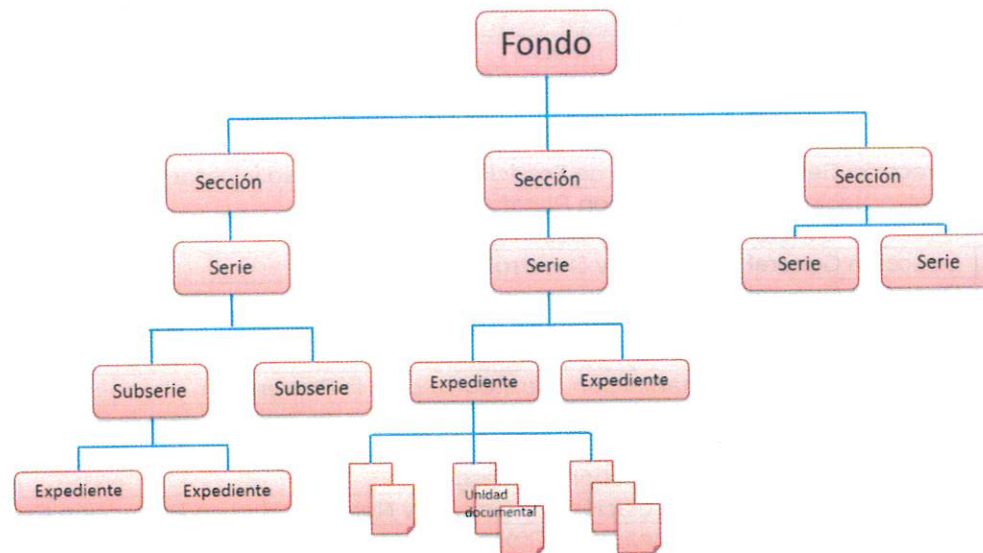 Fondo
Sección
Sección
Sección
Serie
Serie
Serie
Serie
Subserie
Subserie
Expediente
Expediente
Expediente
Expediente
Unidad
documental